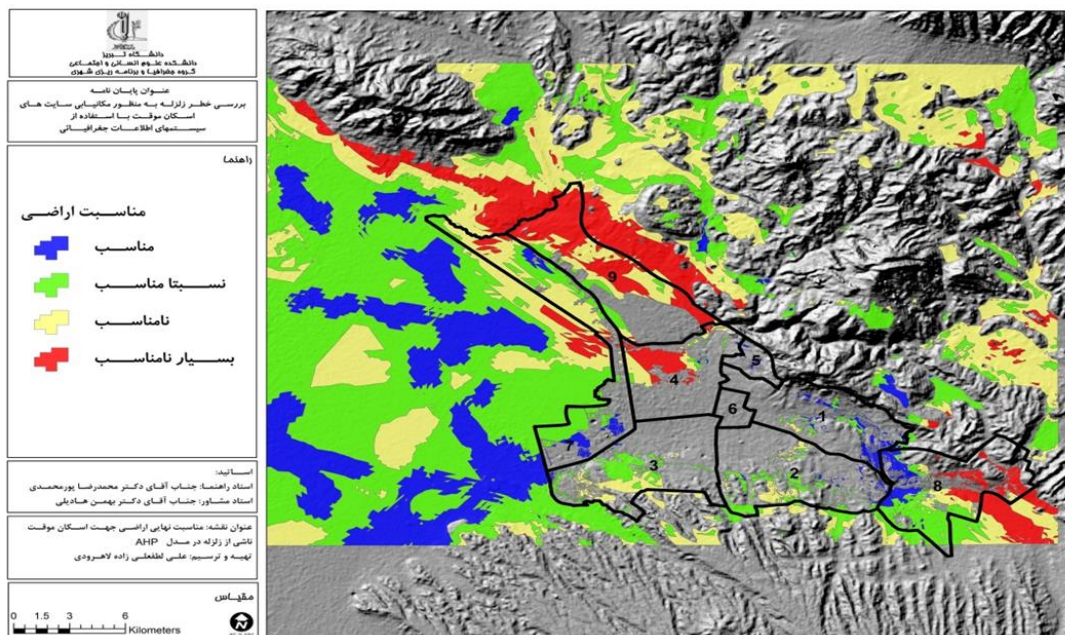 دانشگاه تبریز
دانشکده علوم انسانی و اجتماعی
گروه جغرافیا و برنامه ریزی شهری
عنوان پایان نامه
بررسی خطر زلزله به منظور مکانیابی سایت های
اسکان موقت با استفاده از
سیستمهای اطلاعات جغرافیائی
راهنما
مناسبت اراضی
مناسب
نسبتا مناسب
نامناسب
بسیار نامناسب
اساتید:
استاد راهنما: جناب آقای دکتر محمدرضا پورمحمدی
استاد مشاور: جناب آقای دکتر بهمن هادیلی
عنوان نقشه: مناسبت نهایی اراضی جهت اسکان موقت
ناشی از زلزله در مدل AHP
تهیه و ترسیم: علی لطفعلی زاده لاهرودی
مقیاس
0 1.5 3 6
Kilometers
9
5
4
6
1
7
3
2
8